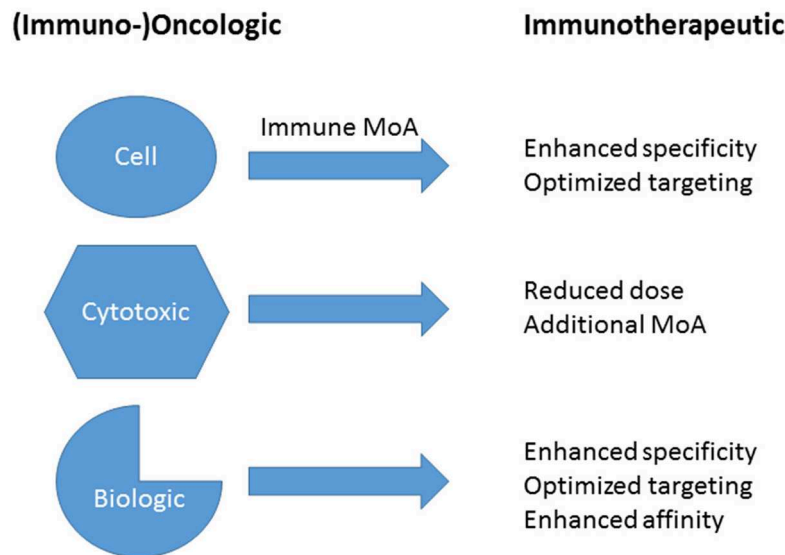 (Immuno-)Oncologic
Immunotherapeutic
Cell
Immune MoA
Enhanced specificity
Optimized targeting
Cytotoxic
Reduced dose
Additional MoA
Biologic
Enhanced specificity
Optimized targeting
Enhanced affinity